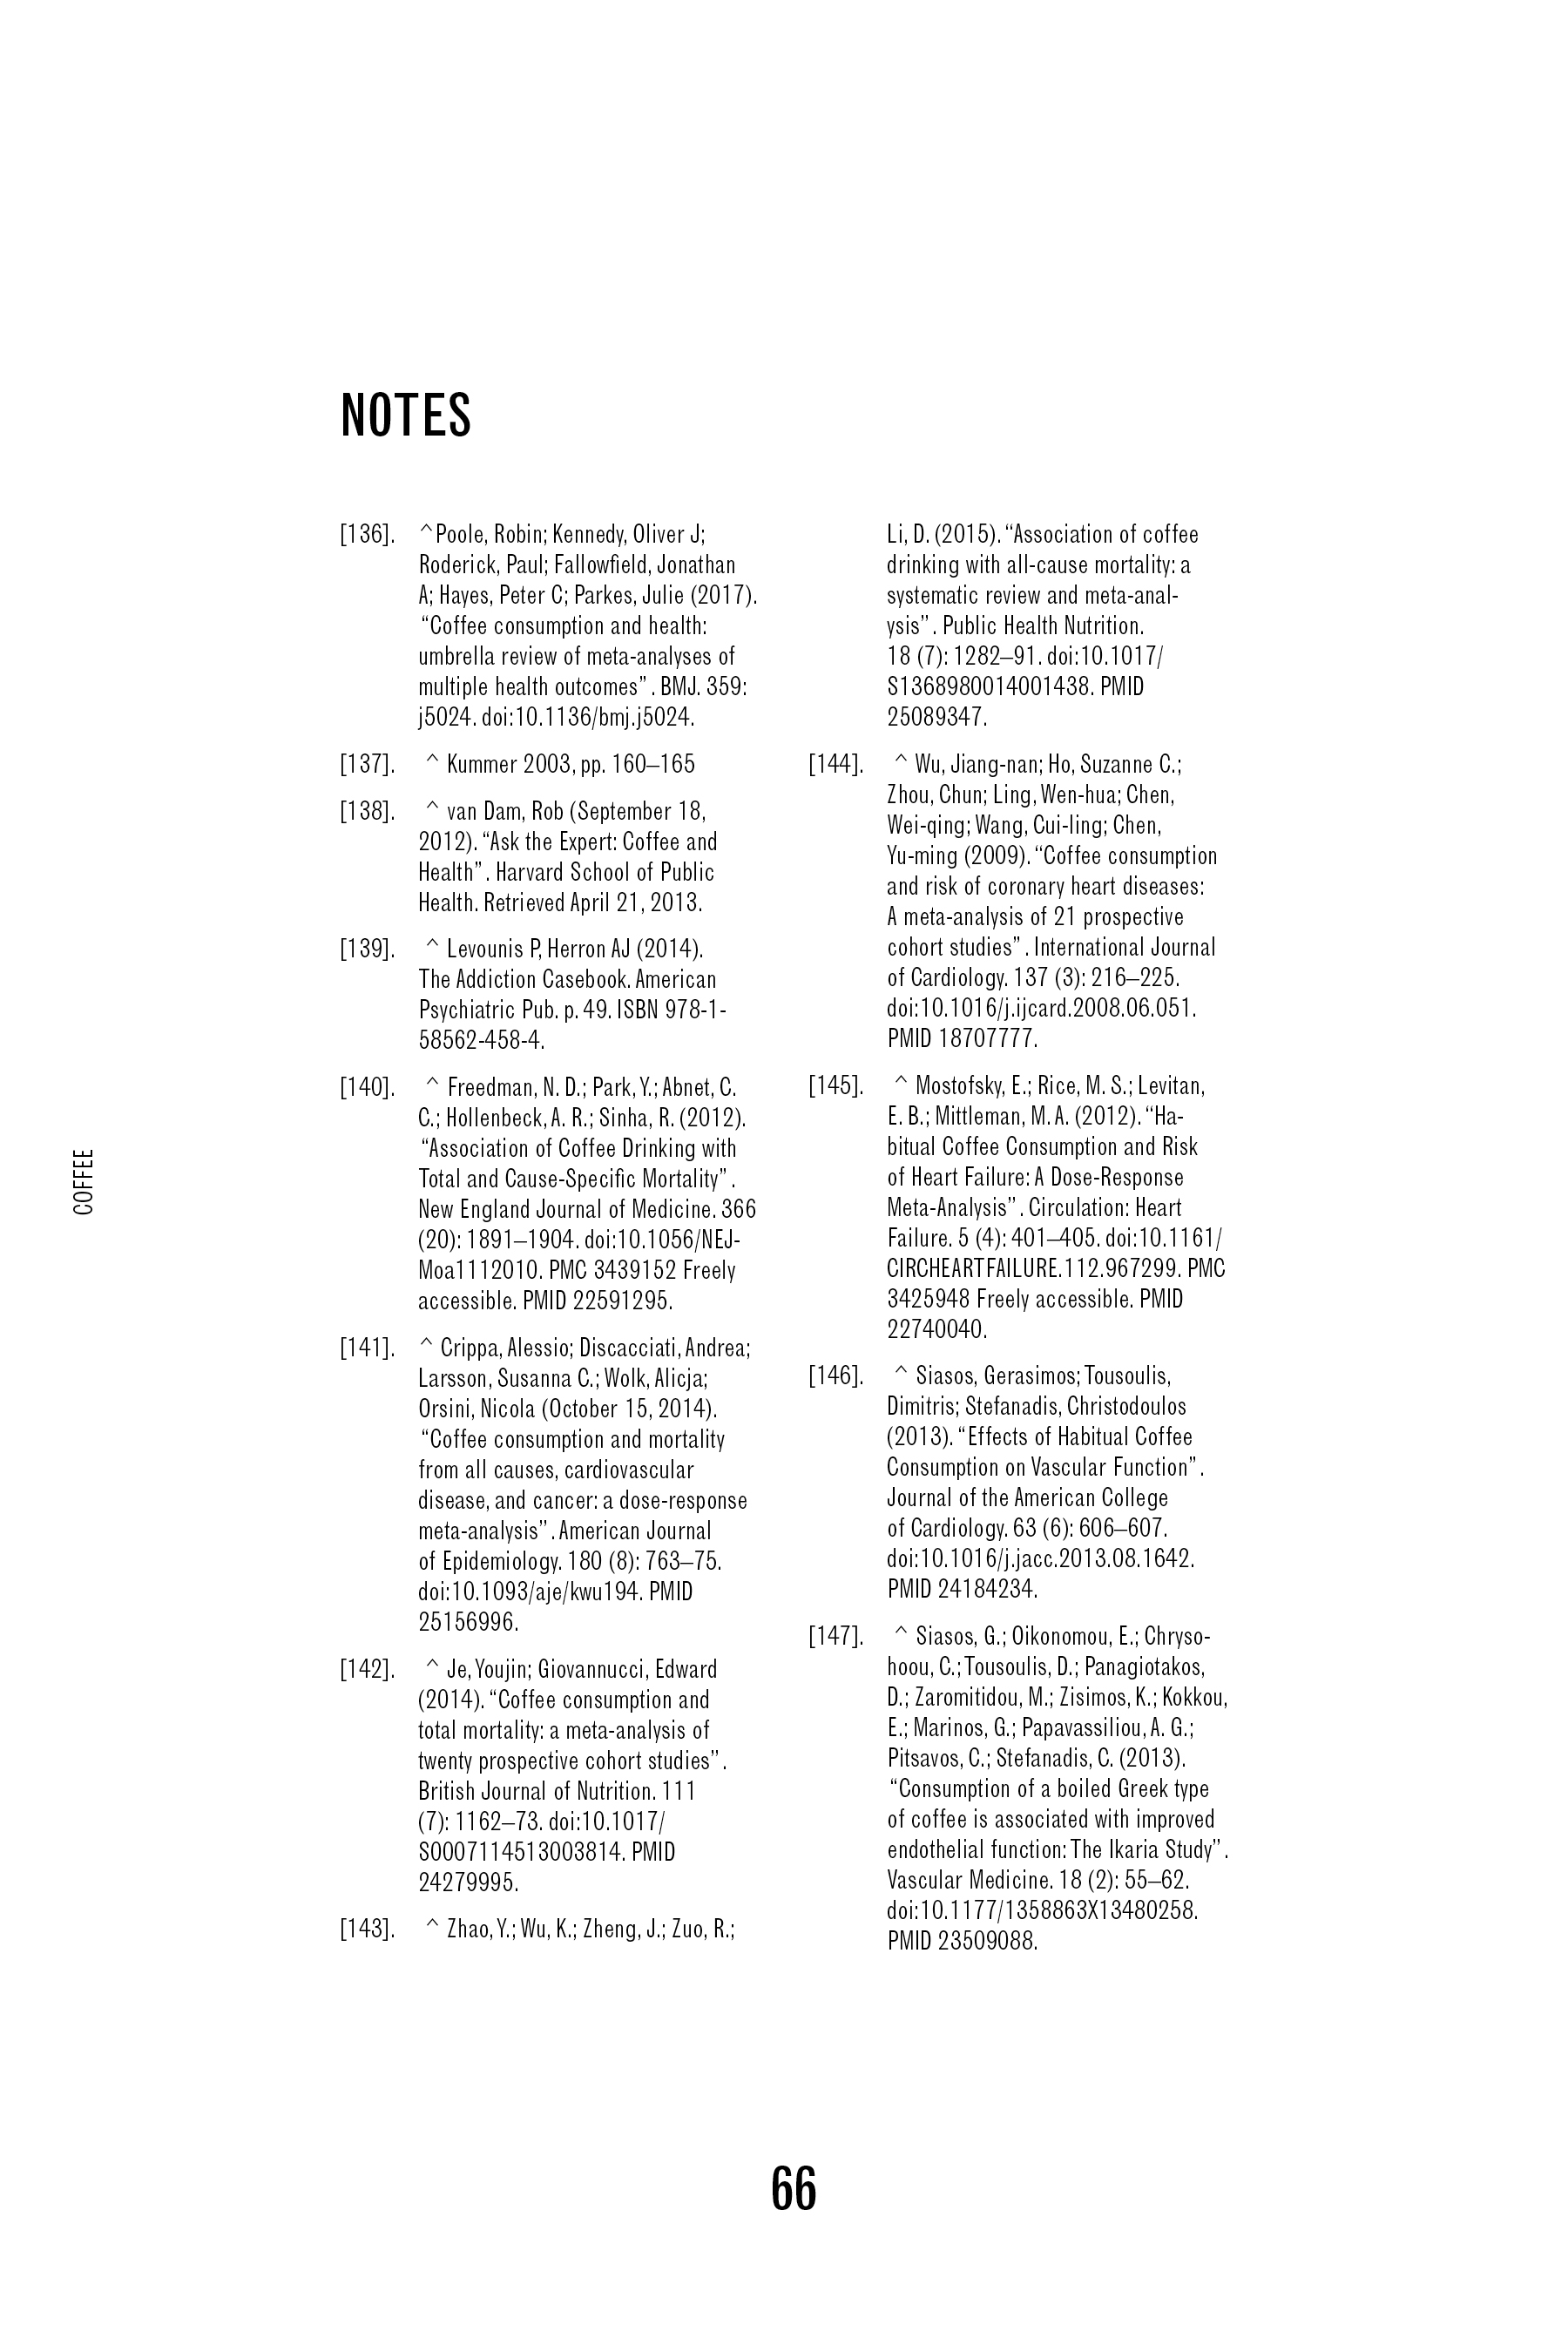 NOTES
[136]. ^Poole, Robin; Kennedy, Oliver J;
Roderick, Paul; Fallowfield, Jonathan
A; Hayes, Peter C; Parkes, Julie (2017).
“Coffee consumption and health:
umbrella review of meta-analyses of
multiple health outcomes”. BMJ. 359:
j5024. doi:10.1136/bmj.j5024.
[137]. ^ Kummer 2003, pp. 160–165
[138]. ^ van Dam, Rob (September 18,
2012). “Ask the Expert: Coffee and
Health”. Harvard School of Public
Health. Retrieved April 21, 2013.
[139]. ^ Levounis P, Herron AJ (2014).
The Addiction Casebook. American
Psychiatric Pub. p. 49. ISBN 978-1-
58562-458-4.
[140]. ^ Freedman, N. D.; Park, Y.; Abnet, C.
C.; Hollenbeck, A. R.; Sinha, R. (2012).
“Association of Coffee Drinking with
Total and Cause-Specific Mortality”.
New England Journal of Medicine. 366
(20): 1891–1904. doi:10.1056/NEJ-
Moa1112010. PMC 3439152 Freely
accessible. PMID 22591295.
[141]. ^ Crippa, Alessio; Discacciati, Andrea;
Larsson, Susanna C.; Wolk, Alicja;
Orsini, Nicola (October 15, 2014).
“Coffee consumption and mortality
from all causes, cardiovascular
disease, and cancer: a dose-response
meta-analysis”. American Journal
of Epidemiology. 180 (8): 763–75.
doi:10.1093/aje/kwu194. PMID
25156996.
[142]. ^ Je, Youjin; Giovannucci, Edward
(2014). “Coffee consumption and
total mortality: a meta-analysis of
twenty prospective cohort studies”.
British Journal of Nutrition. 111
(7): 1162–73. doi:10.1017/
S0007114513003814. PMID
24279995.
[143]. ^ Zhao, Y.; Wu, K.; Zheng, J.; Zuo, R.;
Li, D. (2015). “Association of coffee
drinking with all-cause mortality: a
systematic review and meta-anal-
ysis”. Public Health Nutrition.
18 (7): 1282–91. doi:10.1017/
S1368980014001438. PMID
25089347.
[144]. ^ Wu, Jiang-nan; Ho, Suzanne C.;
Zhou, Chun; Ling, Wen-hua; Chen,
Wei-qing; Wang, Cui-ling; Chen,
Yu-ming (2009). “Coffee consumption
and risk of coronary heart diseases:
A meta-analysis of 21 prospective
cohort studies”. International Journal
of Cardiology. 137 (3): 216–225.
doi:10.1016/j.ijcard.2008.06.051.
PMID 18707777.
[145]. ^ Mostofsky, E.; Rice, M. S.; Levitan,
E. B.; Mittleman, M. A. (2012). “Ha-
bitual Coffee Consumption and Risk
of Heart Failure: A Dose-Response
Meta-Analysis”. Circulation: Heart
Failure. 5 (4): 401–405. doi:10.1161/
CIRCHEARTFAILURE.112.967299. PMC
3425948 Freely accessible. PMID
22740040.
[146]. ^ Siasos, Gerasimos; Tousoulis,
Dimitris; Stefanadis, Christodoulos
(2013). “Effects of Habitual Coffee
Consumption on Vascular Function”.
Journal of the American College
of Cardiology. 63 (6): 606–607.
doi:10.1016/j.jacc.2013.08.1642.
PMID 24184234.
[147]. ^ Siasos, G.; Oikonomou, E.; Chryso-
hoou, C.; Tousoulis, D.; Panagiotakos,
D.; Zaromitidou, M.; Zisimos, K.; Kokkou,
E.; Marinos, G.; Papavassiliou, A. G.;
Pitsavos, C.; Stefanadis, C. (2013).
“Consumption of a boiled Greek type
of coffee is associated with improved
endothelial function: The Ikaria Study”.
Vascular Medicine. 18 (2): 55–62.
doi:10.1177/1358863X13480258.
PMID 23509088.
COFFEE
66